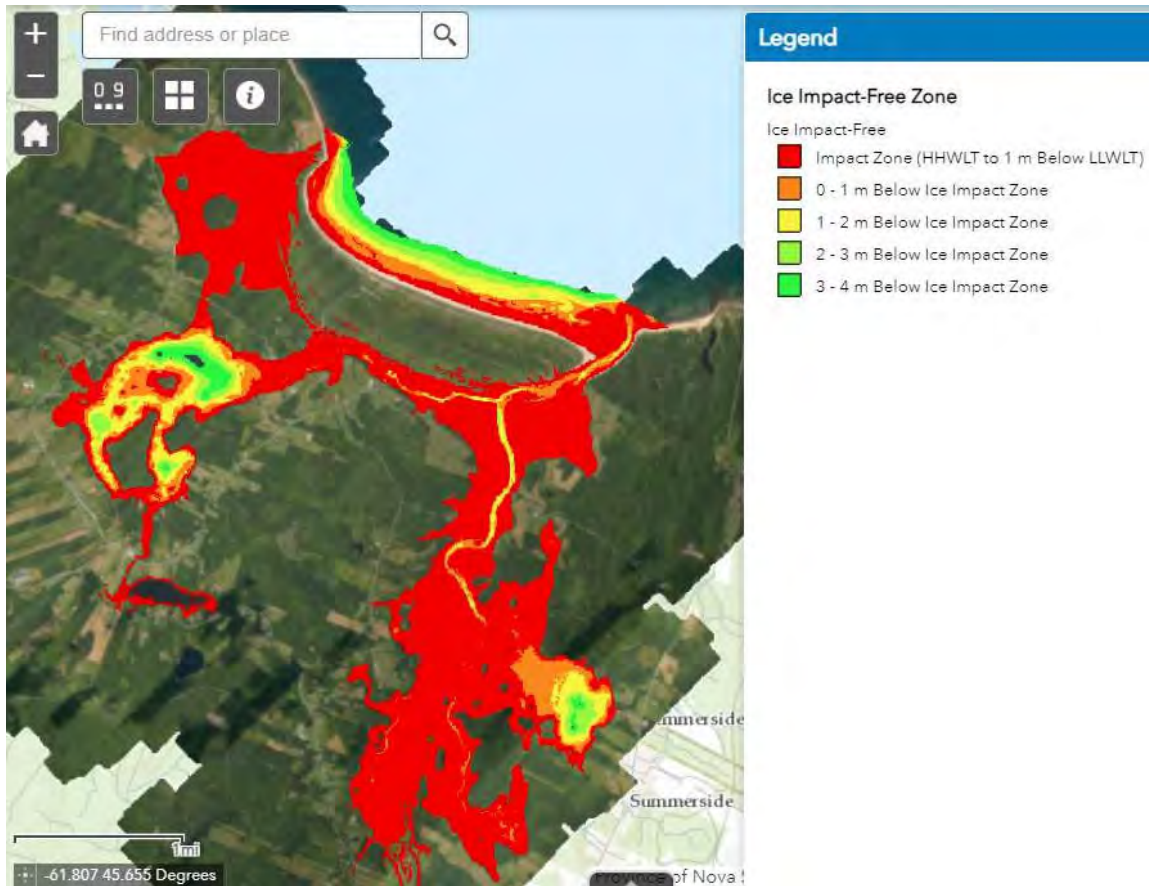 +
Find address or place
−
0 9
i
Legend
Ice Impact-Free Zone
Ice Impact-Free
Impact Zone (HHWLT to 1 m Below LLWLT)
0 - 1 m Below Ice Impact Zone
1 - 2 m Below Ice Impact Zone
2 - 3 m Below Ice Impact Zone
3 - 4 m Below Ice Impact Zone
mmerside
Summerside
1mi
-61.807 45.655 Degrees
Province of Nova S